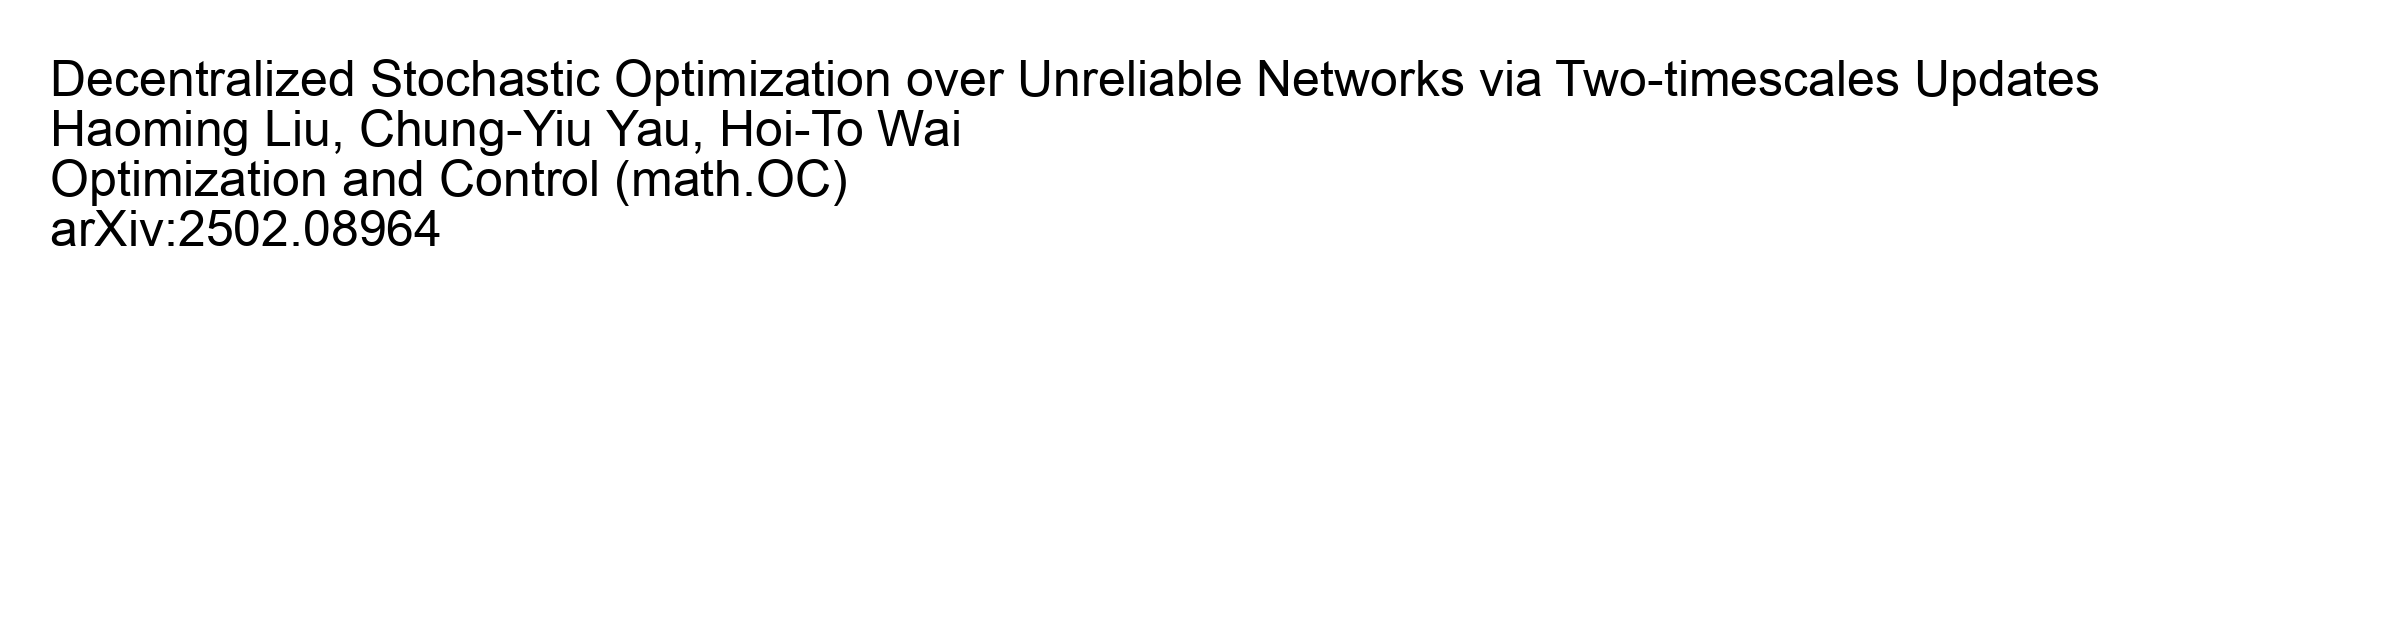 Decentralized Stochastic Optimization over Unreliable Networks via Two-timescales Updates
Haoming Liu, Chung-Yiu Yau, Hoi-To Wai
Optimization and Control (math.OC)
arXiv:2502.08964